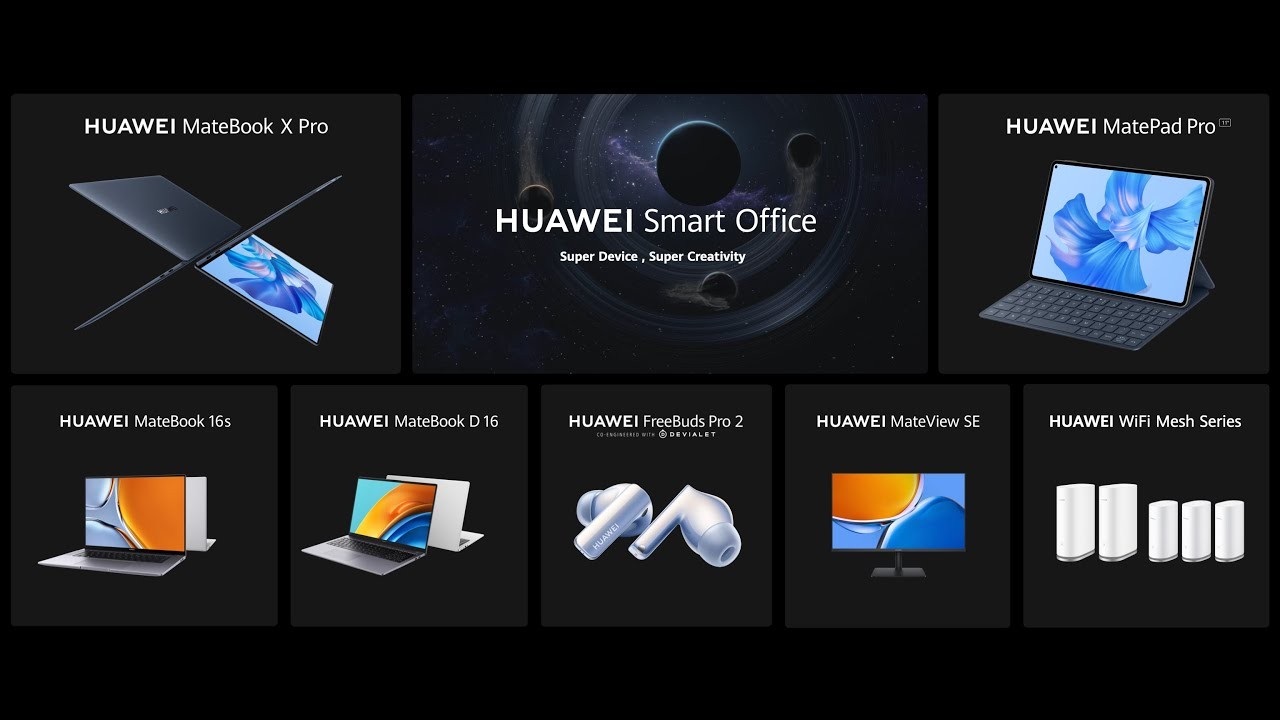 HUAWEI MateBook X Pro
HUAWEI Smart Office
Super Device , Super Creativity
HUAWEI MatePad Pro 11"
HUAWEI MateBook 16s
HUAWEI MateBook D 16
HUAWEI FreeBuds Pro 2
CO-ENGINEERED WITH DEVIALET
HUAWEI
HUAWEI MateView SE
HUAWEI WiFi Mesh Series